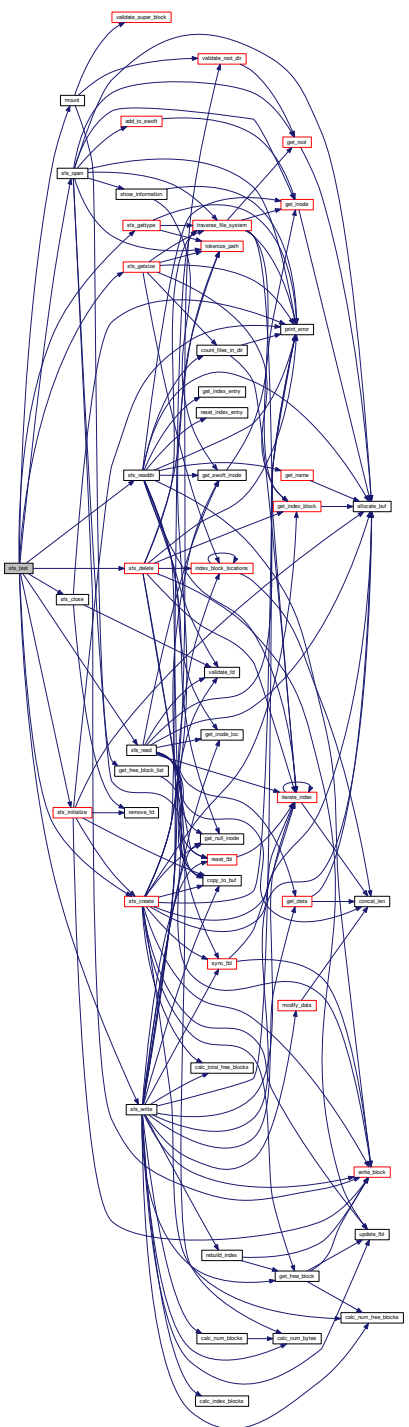 validate_super_block
validate_root_dir
mount
add_to_swoft
get_root
sfs_open
show_information
get_inode
sfs_gettype
traverse_file_system
tokenize_path
sfs_getsize
print_error
count_files_in_dir
get_index_entry
reset_index_entry
sfs_readdir
get_swoft_inode
get_name
get_index_block
allocate_buf
sfs_test
sfs_delete
index_block_locations
sfs_close
validate_fd
get_inode_loc
sfs_read
get_free_block_list
iterate_index
sfs_initialize
remove_fd
get_null_inode
reset_fbl
copy_to_buf
sfs_create
get_data
concat_len
sync_fbl
modify_data
calc_total_free_blocks
sfs_write
write_block
update_fbl
rebuild_index
get_free_block
calc_num_free_blocks
calc_num_blocks
calc_num_bytes
calc_index_blocks